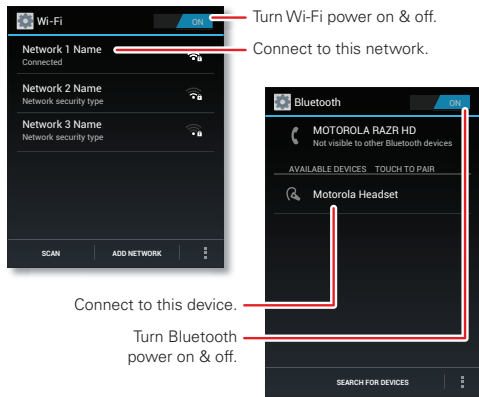 Wi-Fi
ON
Turn Wi-Fi power on & off.
Network 1 Name
Connected
Connect to this network.
Network 2 Name
Network security type
Network 3 Name
Network security type
SCAN
ADD NETWORK
Bluetooth
ON
MOTOROLA RAZR HD
Not visible to other Bluetooth devices
AVAILABLE DEVICES TOUCH TO PAIR
Motorola Headset
Connect to this device.
Turn Bluetooth
power on & off.
SEARCH FOR DEVICES